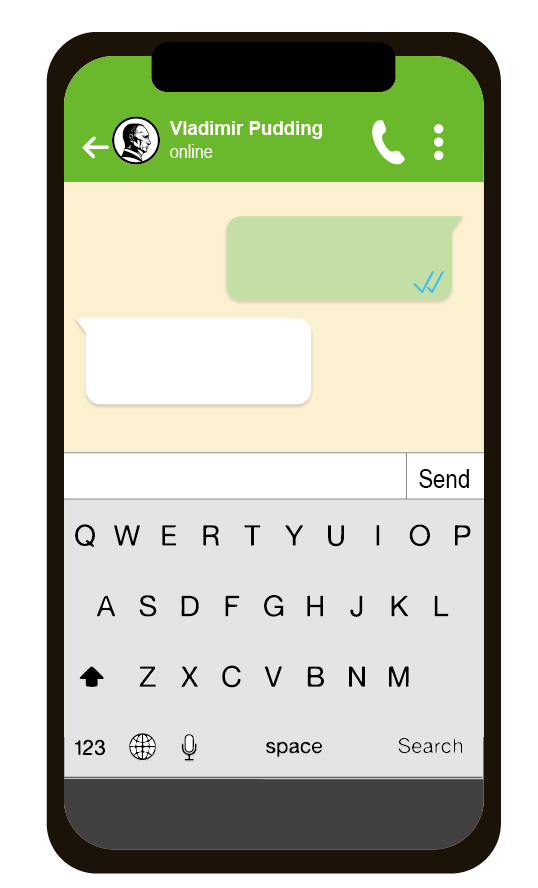 Vladimir Pudding
online
Send
Q W E R T Y U I O P
A S D F G H J K L
Z X C V B N M
123 space Search